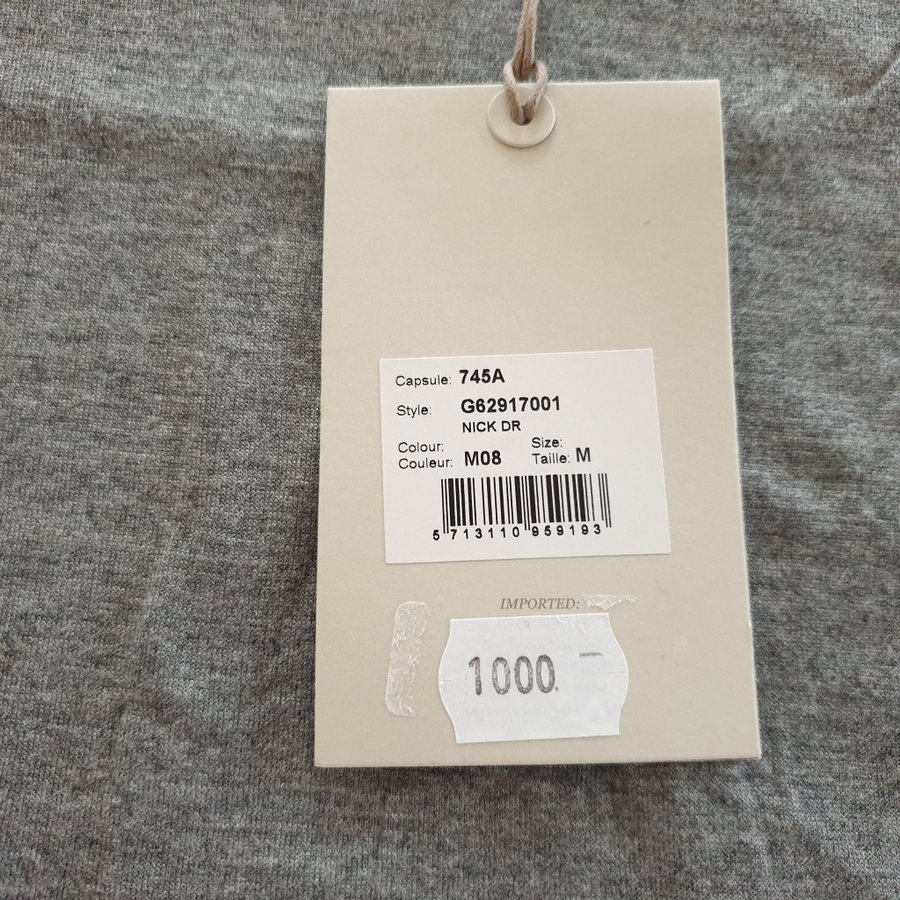 Capsule: 745A
Style: G62917001
NICK DR
Colour: Size:
Couleur: M08 Taille: M
5 713110 959193
IMPORTED:
1000.—